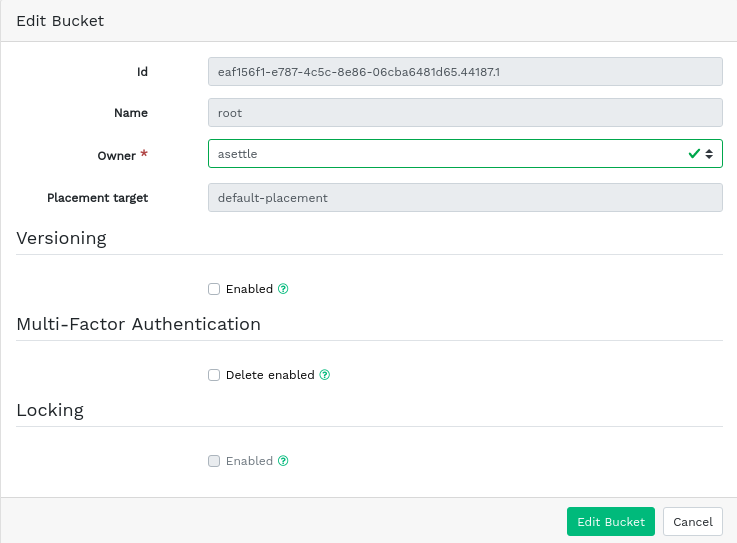 Edit Bucket
Id eaf156f1-e787-4c5c-8e86-06cba6481d65.44187.1
Name root
Owner * asettle
Placement target default-placement
Versioning
Enabled
Multi-Factor Authentication
Delete enabled
Locking
Enabled
Edit Bucket Cancel